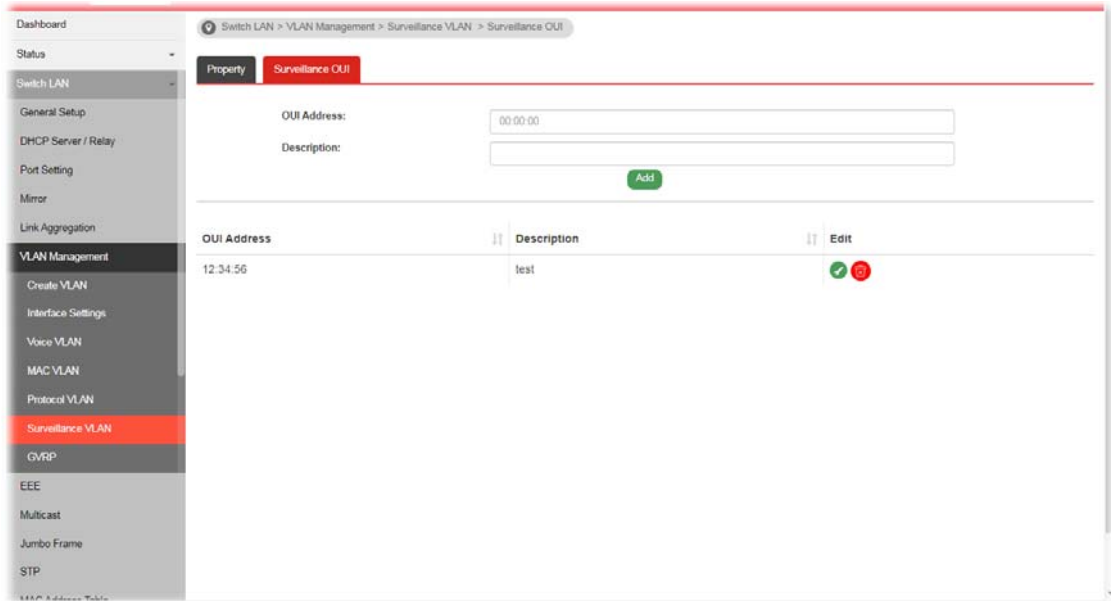 Dashboard
Status
Switch LAN
General Setup
DHCP Server / Relay
Port Setting
Mirror
Link Aggregation
VLAN Management
Create VLAN
Interface Settings
Voice VLAN
MAC VLAN
Protocol VLAN
Surveillance VLAN
GVRP
EEE
Multicast
Jumbo Frame
STP
MAC Address Table
Switch LAN > VLAN Management > Surveillance VLAN > Surveillance OUI
Property Surveillance OUI
OUI Address: 00:00:00
Description:
Add
OUI Address Description Edit
12:34:56 test